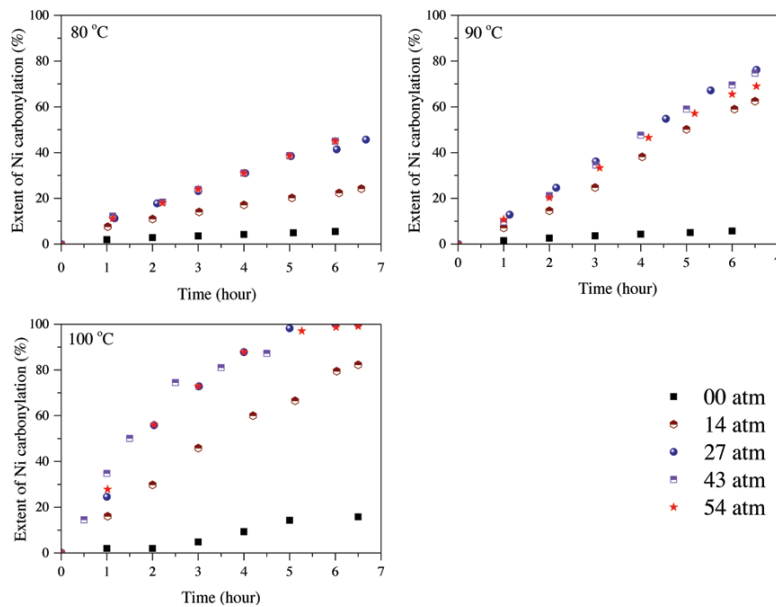 80 °C
Extent of Ni carbonylation (%)
100
80
60
40
20
0
0 1 2 3 4 5 6 7
Time (hour)
90 °C
Extent of Ni carbonylation (%)
100
80
60
40
20
0
0 1 2 3 4 5 6 7
Time (hour)
100 °C
Extent of Ni carbonylation (%)
100
80
60
40
20
0
0 1 2 3 4 5 6 7
Time (hour)
00 atm
14 atm
27 atm
43 atm
54 atm